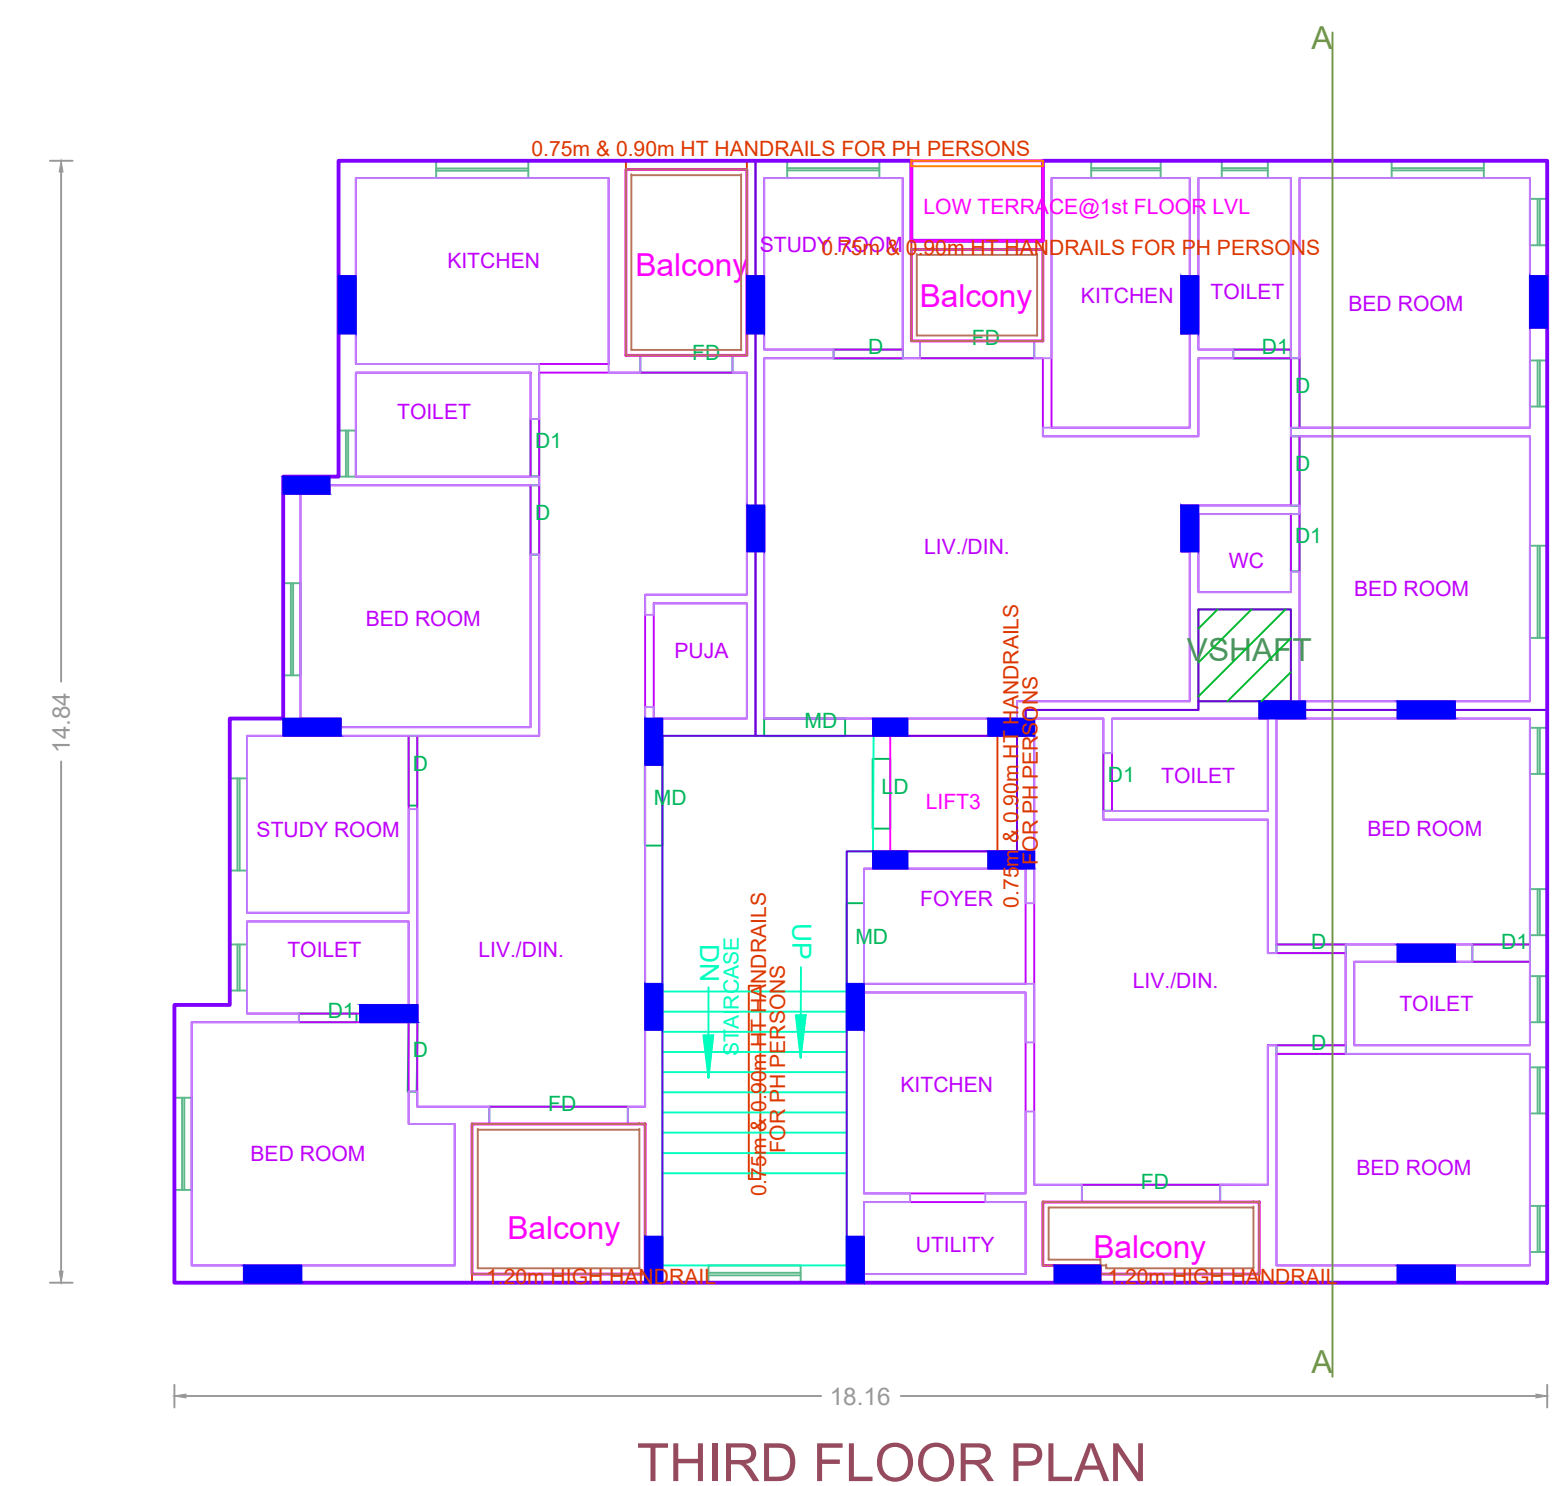 A
0.75m & 0.90m HT HANDRAILS FOR PH PERSONS
LOW TERRACE@1st FLOOR LVL
STUDY ROOM
0.75m & 0.90m HT HANDRAILS FOR PH PERSONS
KITCHEN
Balcony
Balcony
KITCHEN
TOILET
BED ROOM
FD
D
FD
D1
D
TOILET
D1
D
D
BED ROOM
LIV./DIN.
D1
WC
BED ROOM
PUJA
VSHAFT
0.75m & 0.90m HT HANDRAILS
FOR PH PERSONS
MD
D
MD
LD
LIFT3
D1
TOILET
STUDY ROOM
BED ROOM
FOYER
TOILET
LIV./DIN.
DN
STAIRCASE
UP
MD
D
D1
LIV./DIN.
TOILET
0.75m & 0.90m HT HANDRAILS
FOR PH PERSONS
D1
D
D
KITCHEN
FD
BED ROOM
BED ROOM
FD
Balcony
UTILITY
Balcony
1.20m HIGH HANDRAIL
1.20m HIGH HANDRAIL
14.84
A
18.16
THIRD FLOOR PLAN